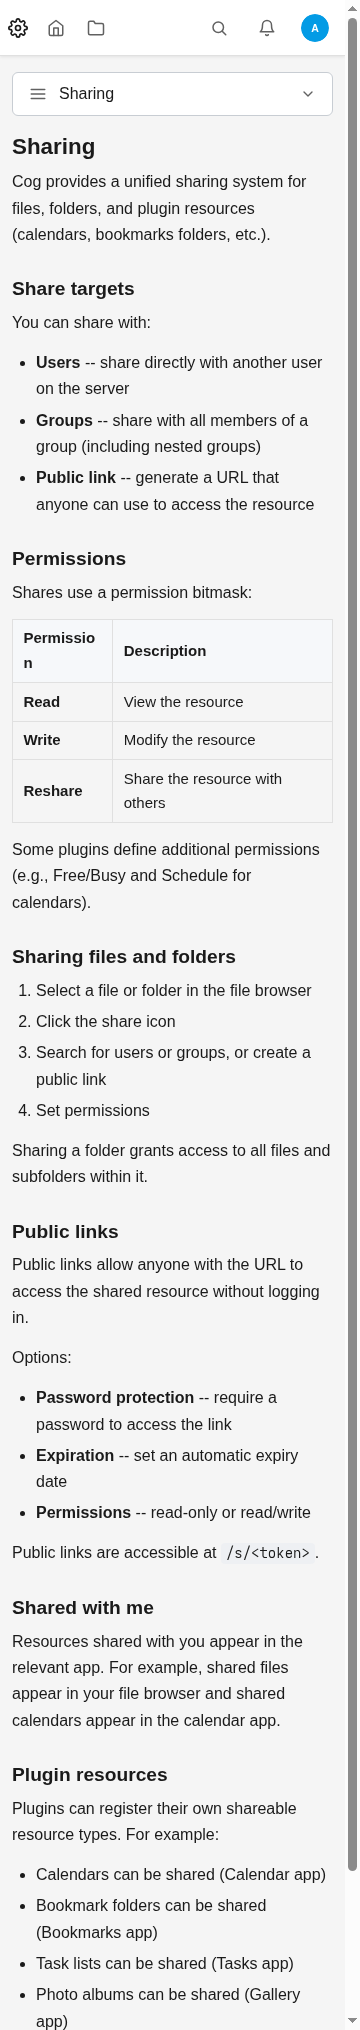 A
Sharing
Sharing
Cog provides a unified sharing system for
files, folders, and plugin resources
(calendars, bookmarks folders, etc.).
Share targets
You can share with:
Users -- share directly with another user
on the server
Groups -- share with all members of a
group (including nested groups)
Public link -- generate a URL that
anyone can use to access the resource
Permissions
Shares use a permission bitmask:
Permissio
n
Description
Read
View the resource
Write
Modify the resource
Reshare
Share the resource with
others
Some plugins define additional permissions
(e.g., Free/Busy and Schedule for
calendars).
Sharing files and folders
1. Select a file or folder in the file browser
2. Click the share icon
3. Search for users or groups, or create a
public link
4. Set permissions
Sharing a folder grants access to all files and
subfolders within it.
Public links
Public links allow anyone with the URL to
access the shared resource without logging
in.
Options:
Password protection -- require a
password to access the link
Expiration -- set an automatic expiry
date
Permissions -- read-only or read/write
Public links are accessible at /s/<token>.
Shared with me
Resources shared with you appear in the
relevant app. For example, shared files
appear in your file browser and shared
calendars appear in the calendar app.
Plugin resources
Plugins can register their own shareable
resource types. For example:
Calendars can be shared (Calendar app)
Bookmark folders can be shared
(Bookmarks app)
Task lists can be shared (Tasks app)
Photo albums can be shared (Gallery
app)